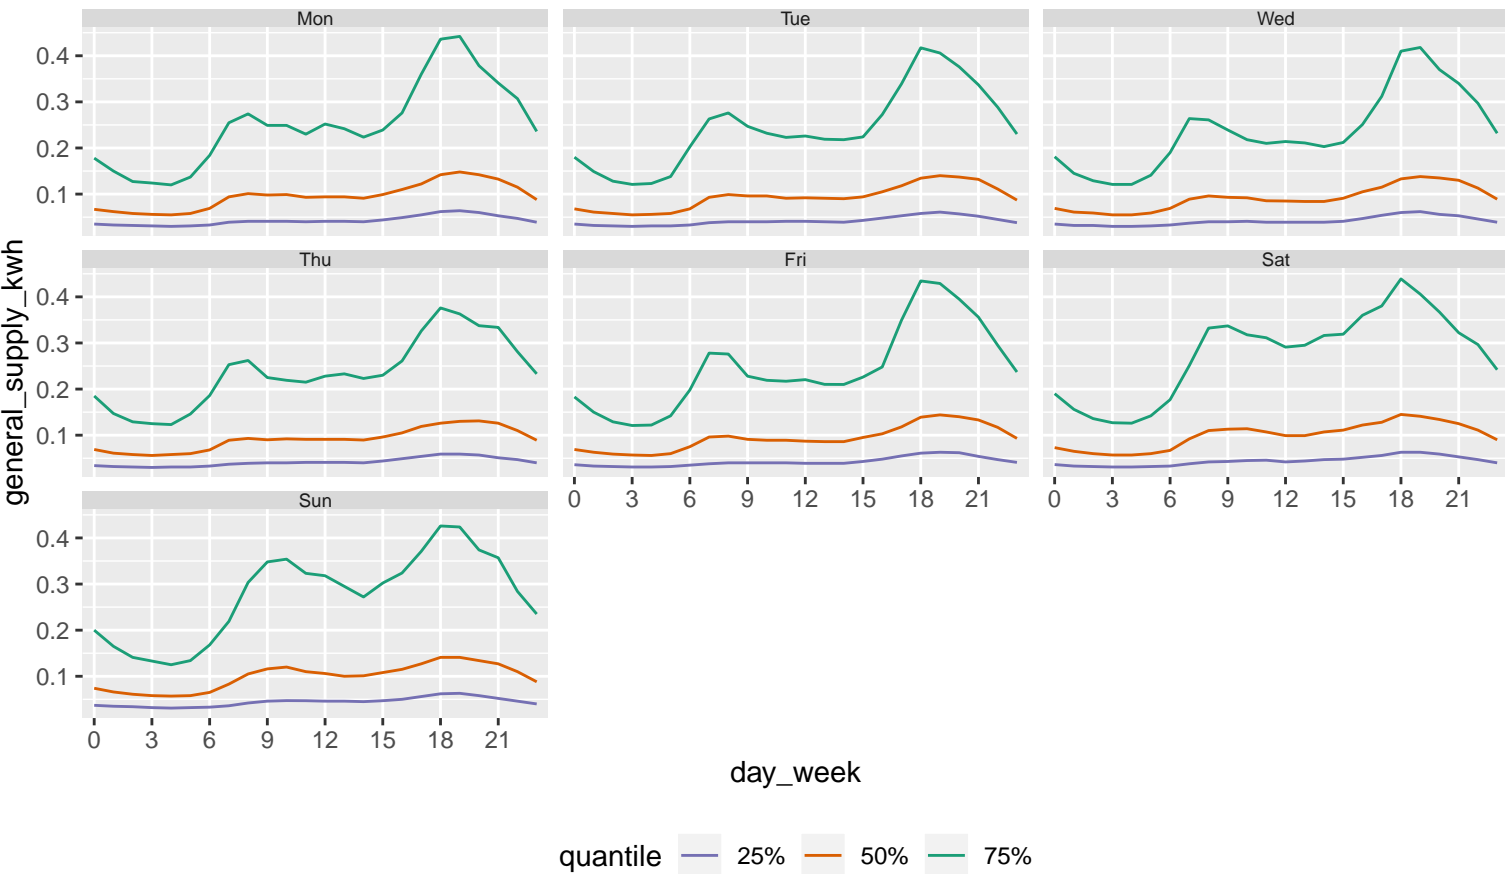 Mon Tue Wed
0.4
0.3
0.2
0.1
Thu Fri Sat
0.4
0.3
0.2
0.1
0 3 6 9 12 15 18 21 0 3 6 9 12 15 18 21
Sun
0.4
0.3
0.2
0.1
0 3 6 9 12 15 18 21
general_supply_kwh
day_week
quantile 25% 50% 75%